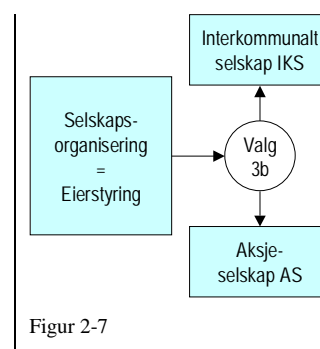 Interkommunalt
selskap IKS
Selskaps-
organisering
=
Eierstyring
Valg
3b
Aksje-
selskap AS
Figur 2-7